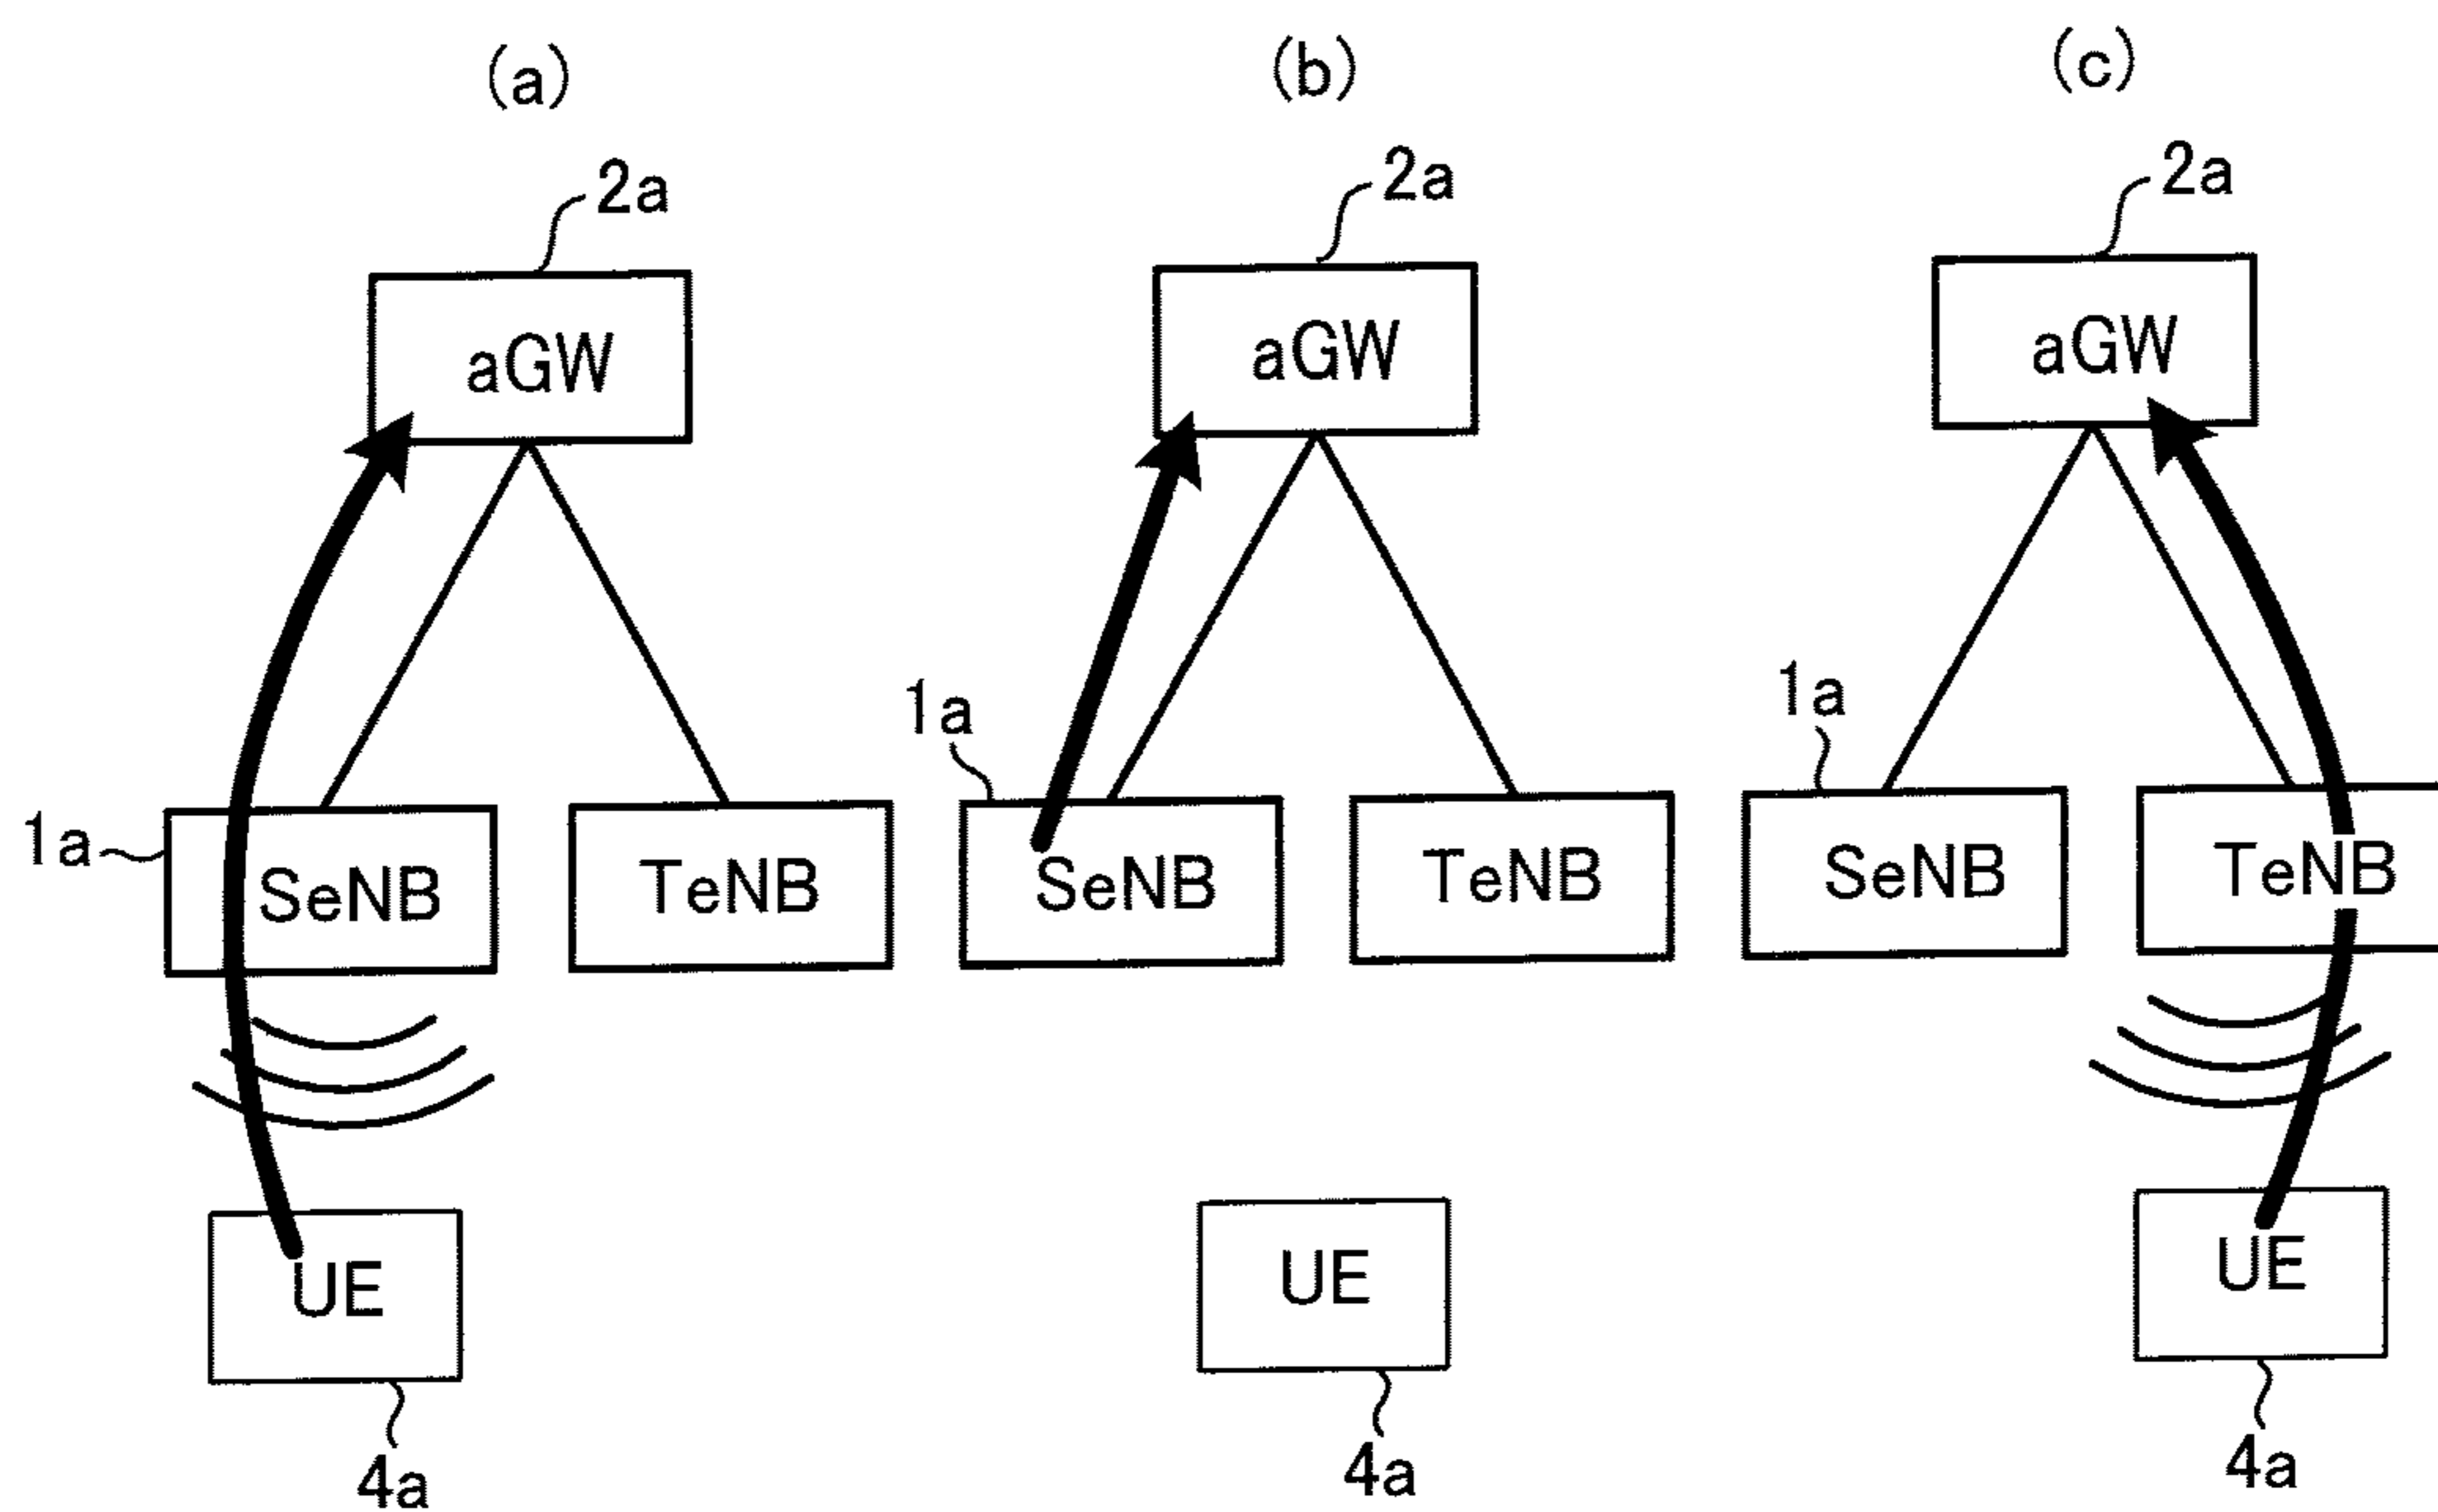 (a)
2a
aGW
1a
SeNB
TeNB
UE
4a
(b)
2a
aGW
1a
SeNB
TeNB
UE
4a
(c)
2a
aGW
1a
SeNB
TeNB
UE
4a